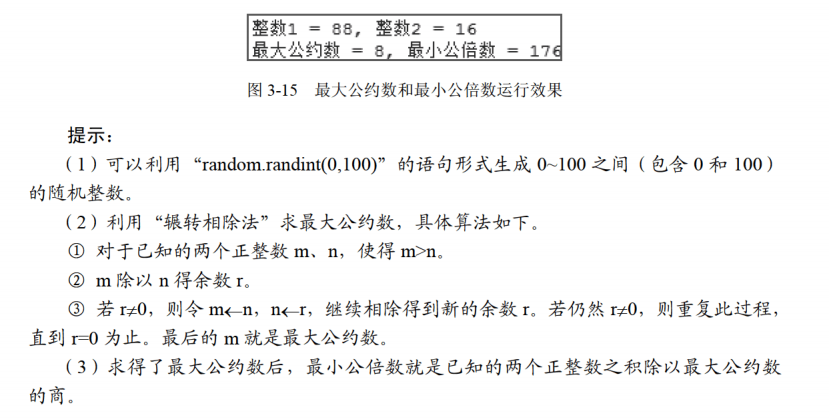 整数1 = 88, 整数2 = 16
最大公约数 = 8, 最小公倍数 = 176
图 3-15 最大公约数和最小公倍数运行效果
提示：
（1）可以利用“random.randint(0,100)”的语句形式生成 0~100 之间（包含 0 和 100）
的随机整数。
（2）利用“辗转相除法”求最大公约数，具体算法如下。
① 对于已知的两个正整数 m、n，使得 m>n。
② m 除以 n 得余数 r。
③ 若 r≠0，则令 m←n，n←r，继续相除得到新的余数 r。若仍然 r≠0，则重复此过程，
直到 r=0 为止。最后的 m 就是最大公约数。
（3）求得了最大公约数后，最小公倍数就是已知的两个正整数之积除以最大公约数
的商。